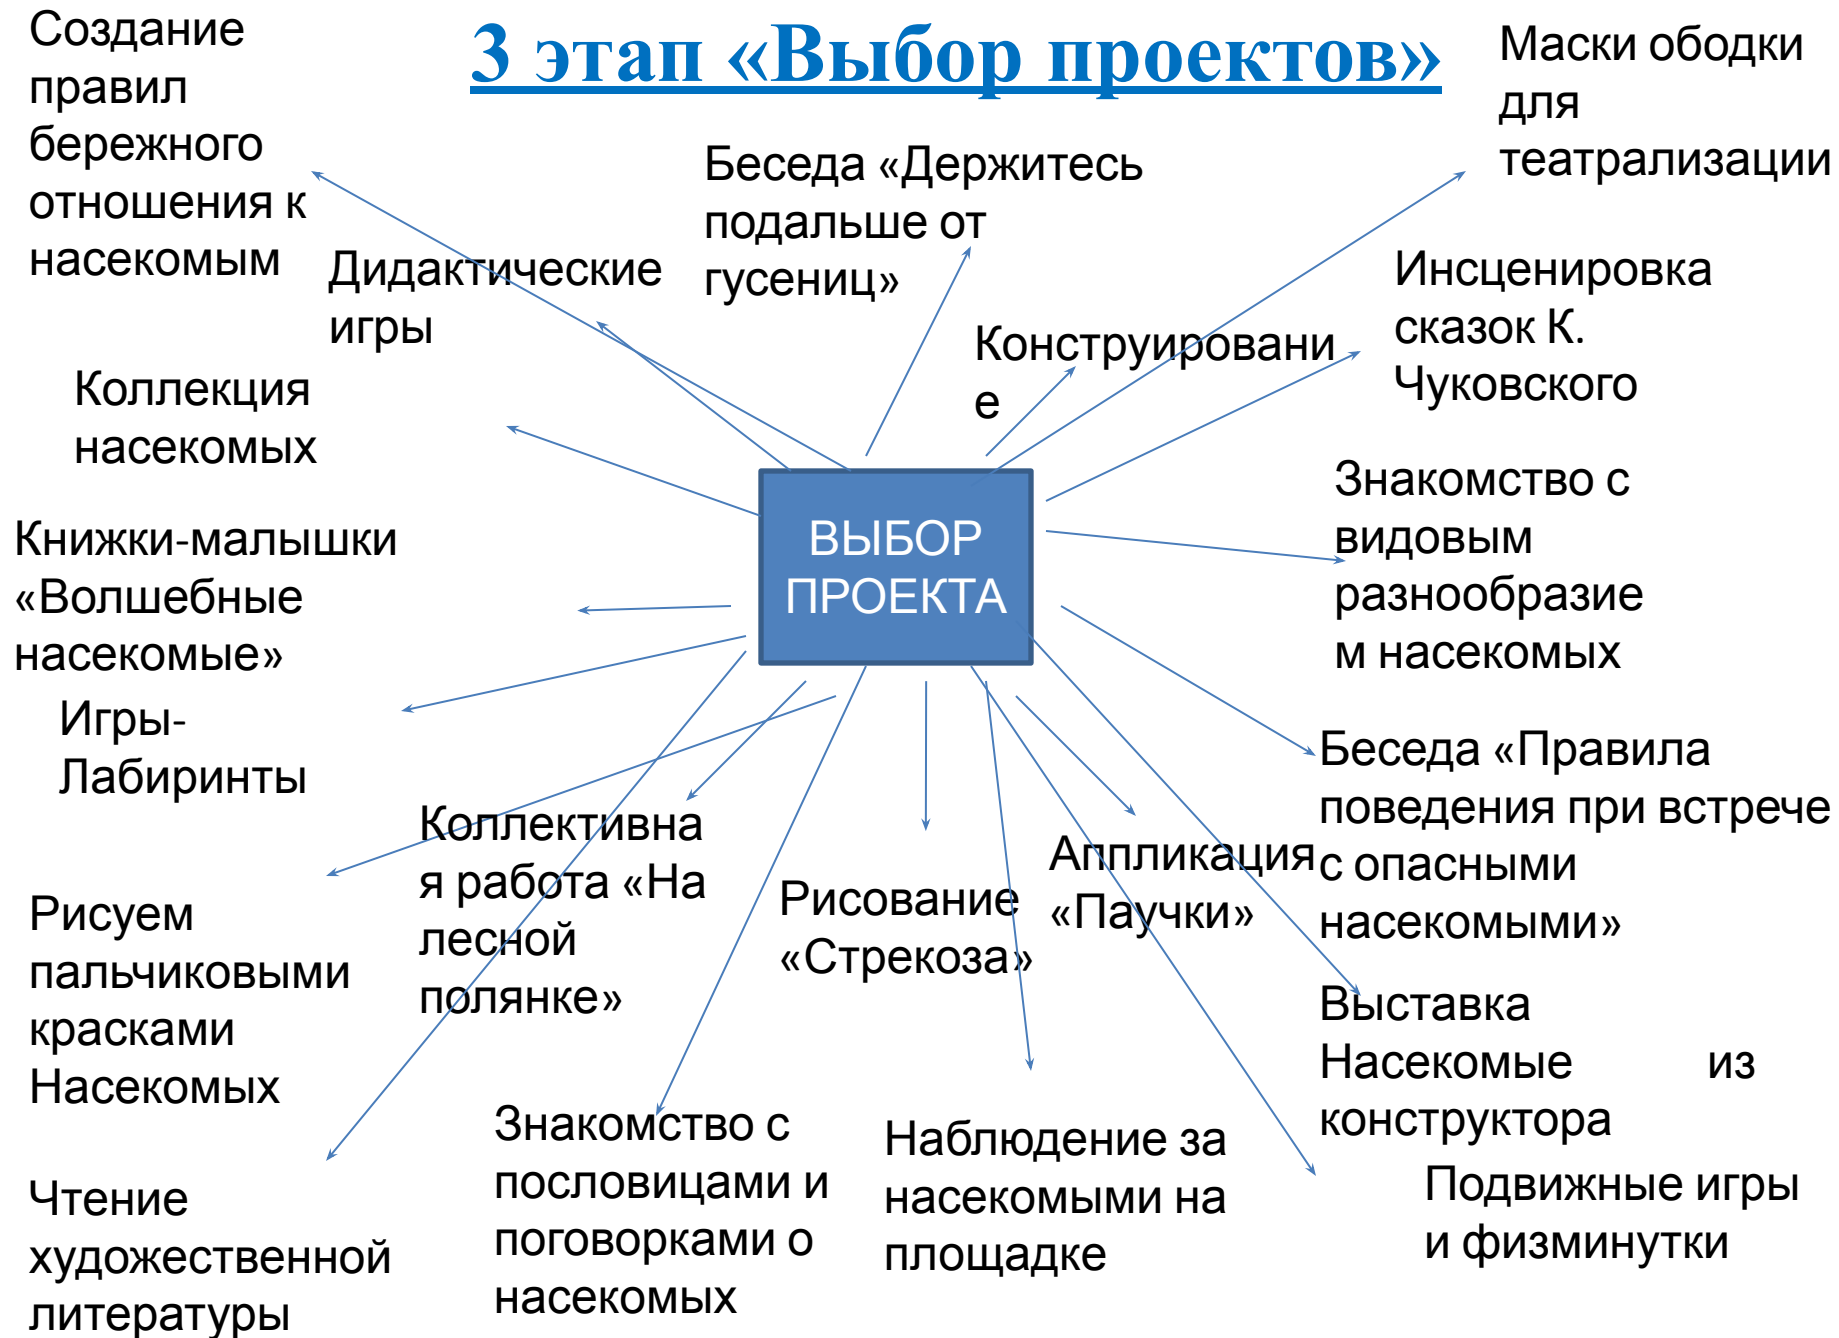 3 этап «Выбор проектов»
Создание
правил
бережного
отношения к
насекомым
Дидактические
игры
Беседа «Держитесь
подальше от
гусениц»
Конструировани
е
Маски ободки
для
театрализации
Инсценировка
сказок К.
Чуковского
Коллекция
насекомых
Книжки-малышки
«Волшебные
насекомые»
ВЫБОР
ПРОЕКТА
Знакомство с
видовым
разнообразие
м насекомых
Игры-
Лабиринты
Коллективна
я работа «На
лесной
полянке»
Рисование
«Стрекоза»
Аппликация
«Паучки»
Беседа «Правила
поведения при встрече
с опасными
насекомыми»
Рисуем
пальчиковыми
красками
Насекомых
Выставка
Насекомые из
конструктора
Чтение
художественной
литературы
Знакомство с
пословицами и
поговорками о
насекомых
Наблюдение за
насекомыми на
площадке
Подвижные игры
и физминутки